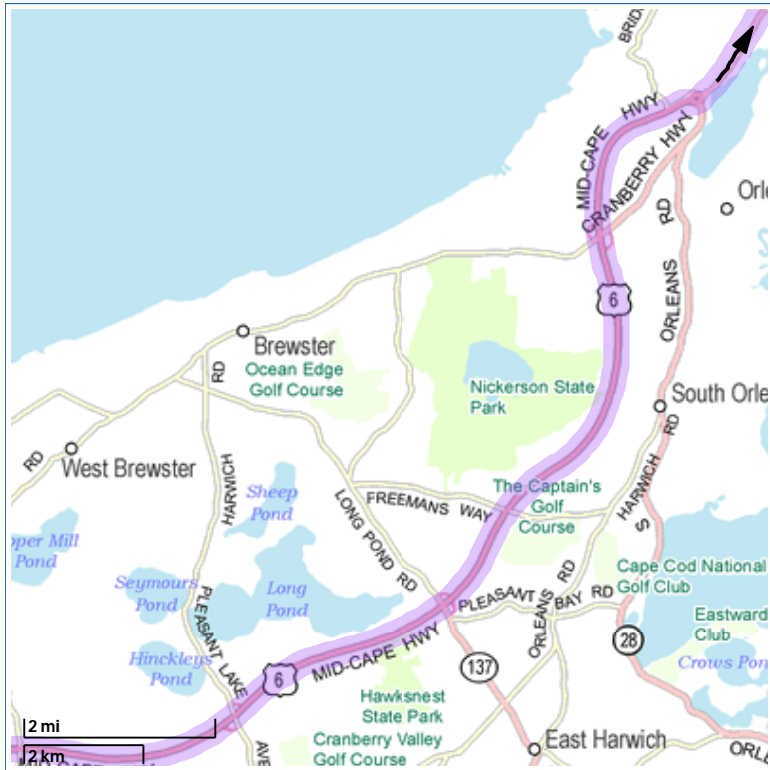 BRID
MID-CAPE HWY
CRANBERRY HWY
Orle
RD
ORLEANS
6
Brewster
Ocean Edge
Golf Course
RD
Nickerson State
Park
South Orle
RD
West Brewster
HARWICH
Sheep
Pond
LONG POND RD
FREEMANS WAY
The Captain's
Golf
Course
HARWICH
S
RD
pper Mill
Pond
Seymours
Pond
Long
Pond
PLEASANT LAKE
AVE
PLEASANT BAY RD
ORLEANS RD
Cape Cod National
Golf Club
Eastward
Club
28
Crows Pon
Hinckleys
Pond
6
MID-CAPE HWY
137
Hawksnest
State Park
Cranberry Valley
Golf Course
East Harwich
ORLE
2 mi
2 km